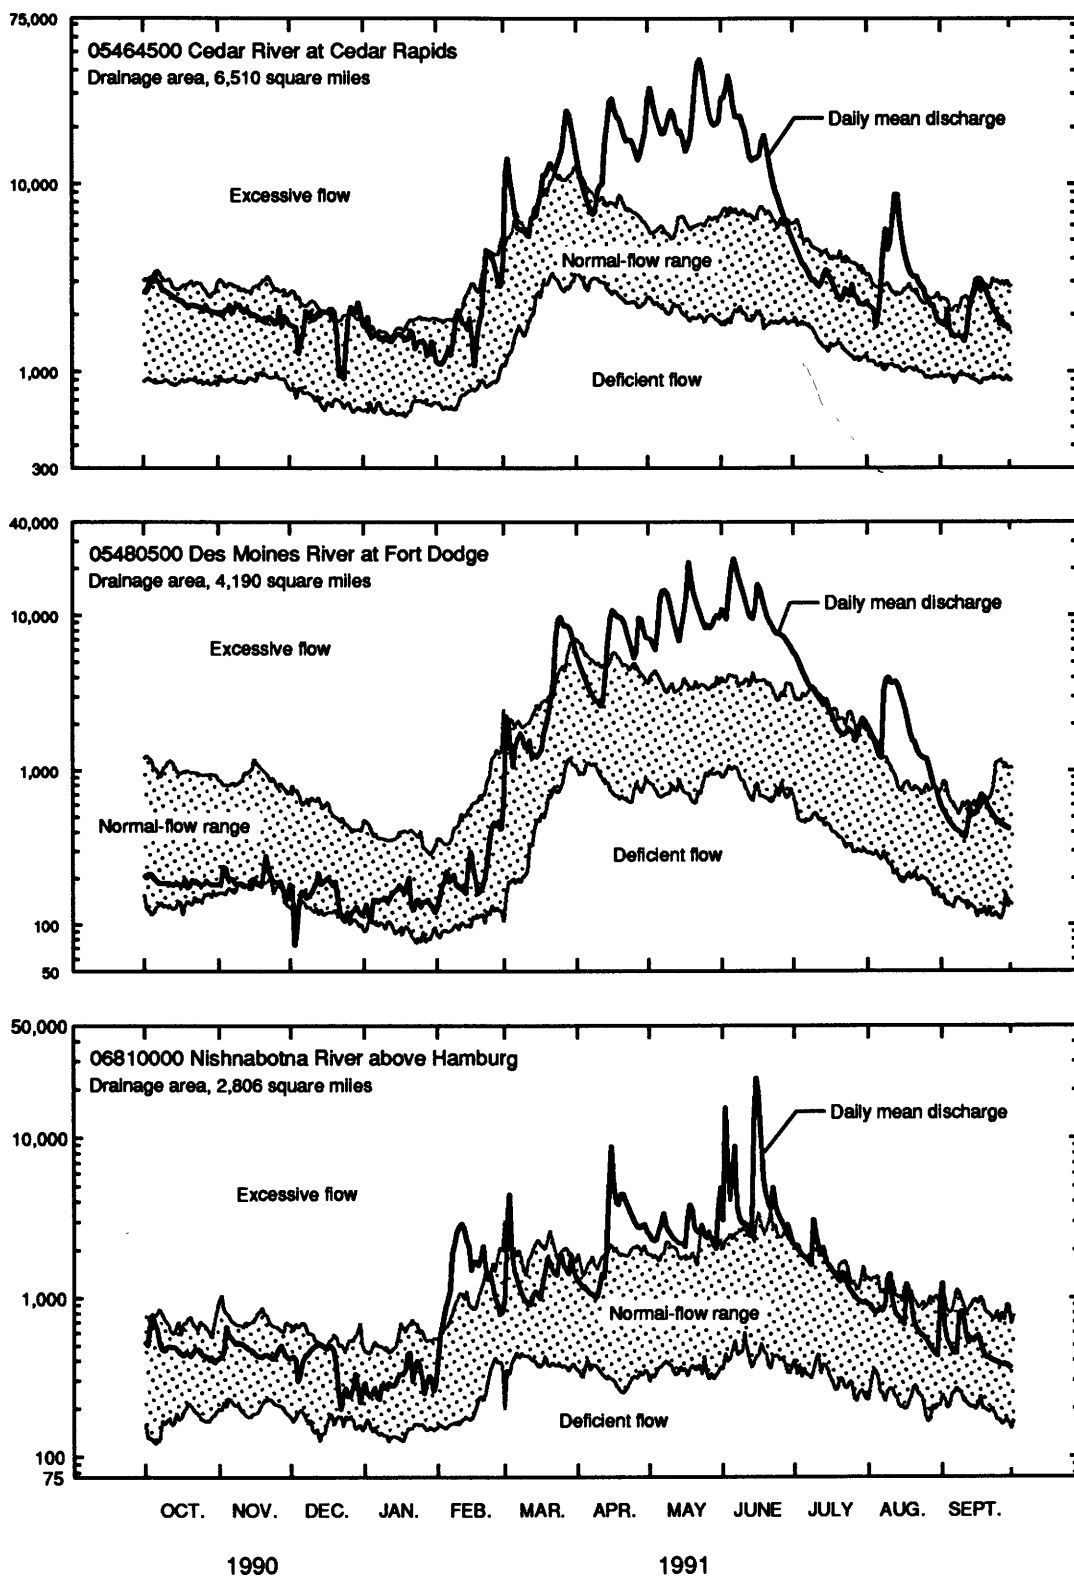 75,000
05464500 Cedar River at Cedar Rapids
Drainage area, 6,510 square miles
Daily mean discharge
10,000
Excessive flow
Normal-flow range
1,000
Deficient flow
300
40,000
05480500 Des Moines River at Fort Dodge
Drainage area, 4,190 square miles
Daily mean discharge
10,000
Excessive flow
1,000
Normal-flow range
Deficient flow
100
50
50,000
06810000 Nishnabotna River above Hamburg
Drainage area, 2,806 square miles
Daily mean discharge
10,000
Excessive flow
1,000
Normal-flow range
Deficient flow
100
75
OCT. NOV. DEC. JAN. FEB. MAR. APR. MAY JUNE JULY AUG. SEPT.
1990 1991